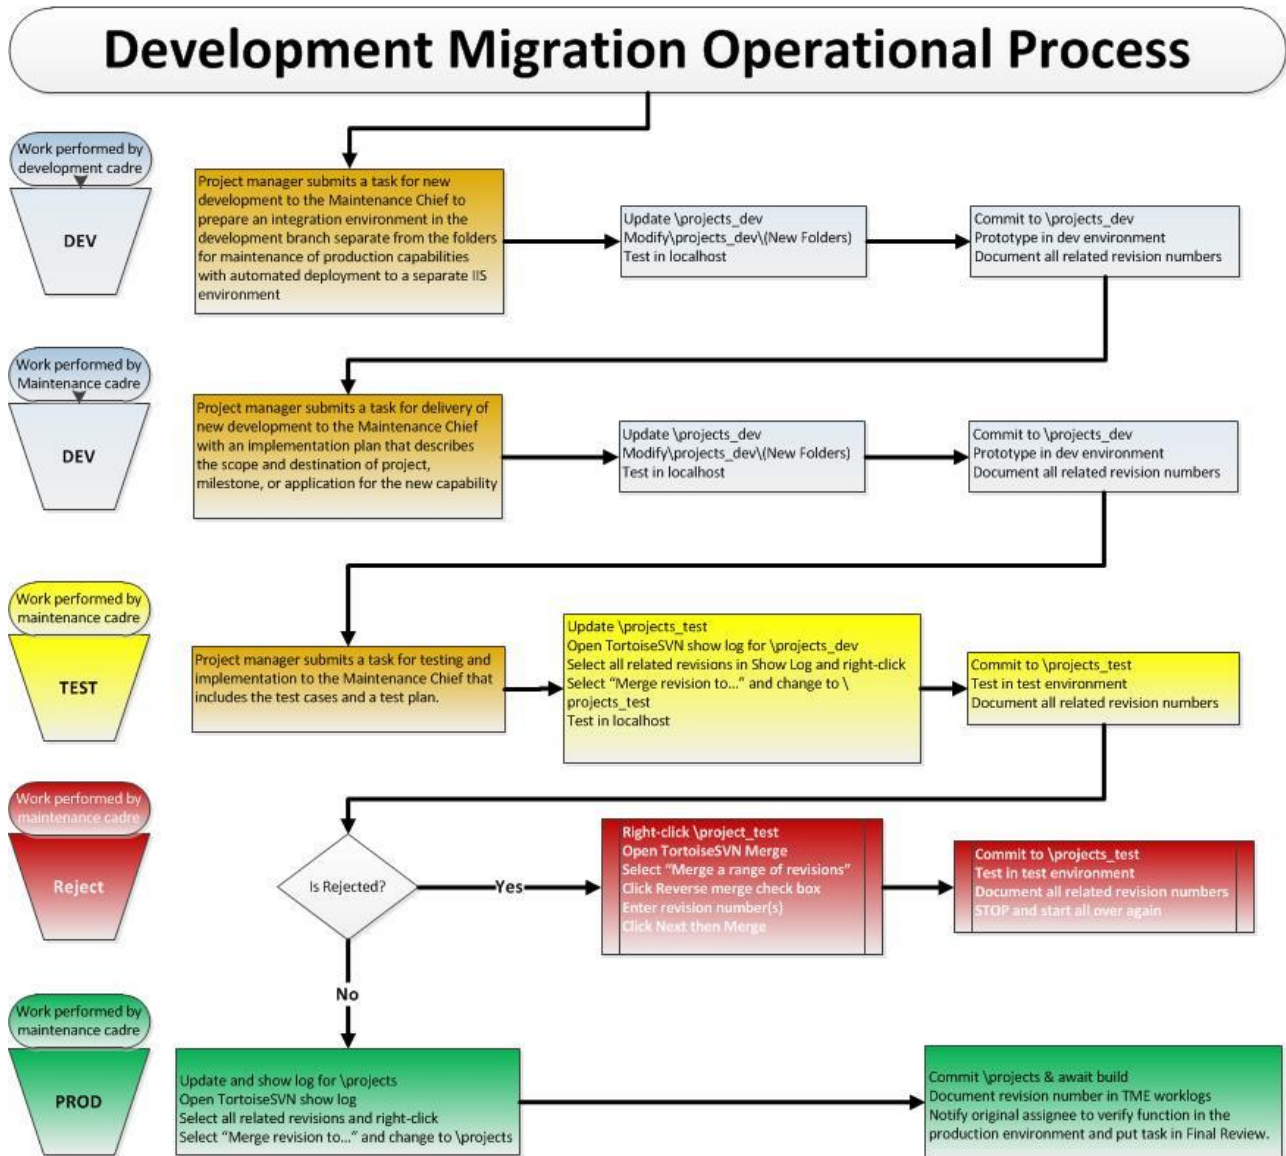 Development Migration Operational Process
Work performed by
development cadre
DEV
Project manager submits a task for new
development to the Maintenance Chief to
prepare an integration environment in the
development branch separate from the folders
for maintenance of production capabilities
with automated deployment to a separate IIS
environment
Update \projects_dev
Modify\projects_dev\(New Folders)
Test in localhost
Commit to \projects_dev
Prototype in dev environment
Document all related revision numbers
Work performed by
Maintenance cadre
DEV
Project manager submits a task for delivery of
new development to the Maintenance Chief
with an implementation plan that describes
the scope and destination of project,
milestone, or application for the new capability
Update \projects_dev
Modify\projects_dev\(New Folders)
Test in localhost
Commit to \projects_dev
Prototype in dev environment
Document all related revision numbers
Work performed by
maintenance cadre
TEST
Project manager submits a task for testing and
implementation to the Maintenance Chief that
includes the test cases and a test plan.
Update \projects_test
Open TortoiseSVN show log for \projects_dev
Select all related revisions in Show Log and right-click
Select “Merge revision to...” and change to \
projects_test
Test in localhost
Commit to \projects_test
Test in test environment
Document all related revision numbers
Work performed by
maintenance cadre
Reject
Is Rejected?
Yes
Right-click \project_test
Open TortoiseSVN Merge
Select “Merge a range of revisions”
Click Reverse merge check box
Enter revision number(s)
Click Next then Merge
Commit to \projects_test
Test in test environment
Document all related revision numbers
STOP and start all over again
No
Work performed by
maintenance cadre
PROD
Update and show log for \projects
Open TortoiseSVN show log
Select all related revisions and right-click
Select “Merge revision to...” and change to \projects
Commit \projects & await build
Document revision number in TME worklogs
Notify original assignee to verify function in the
production environment and put task in Final Review.